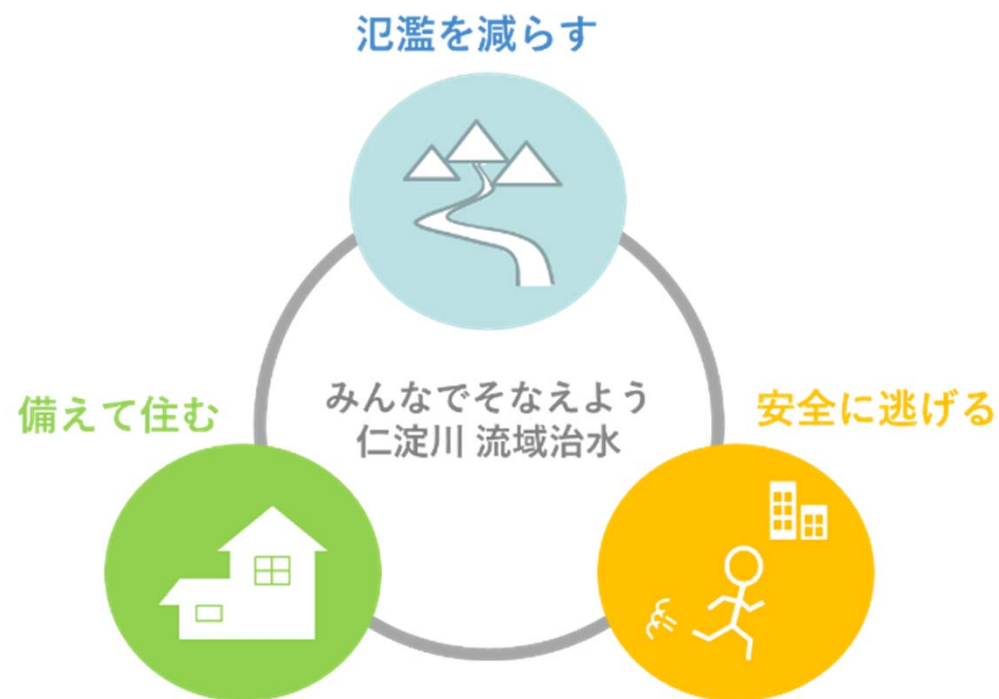 氾濫を減らす
みんなでそなえよう
仁淀川 流域治水
備えて住む
安全に逃げる